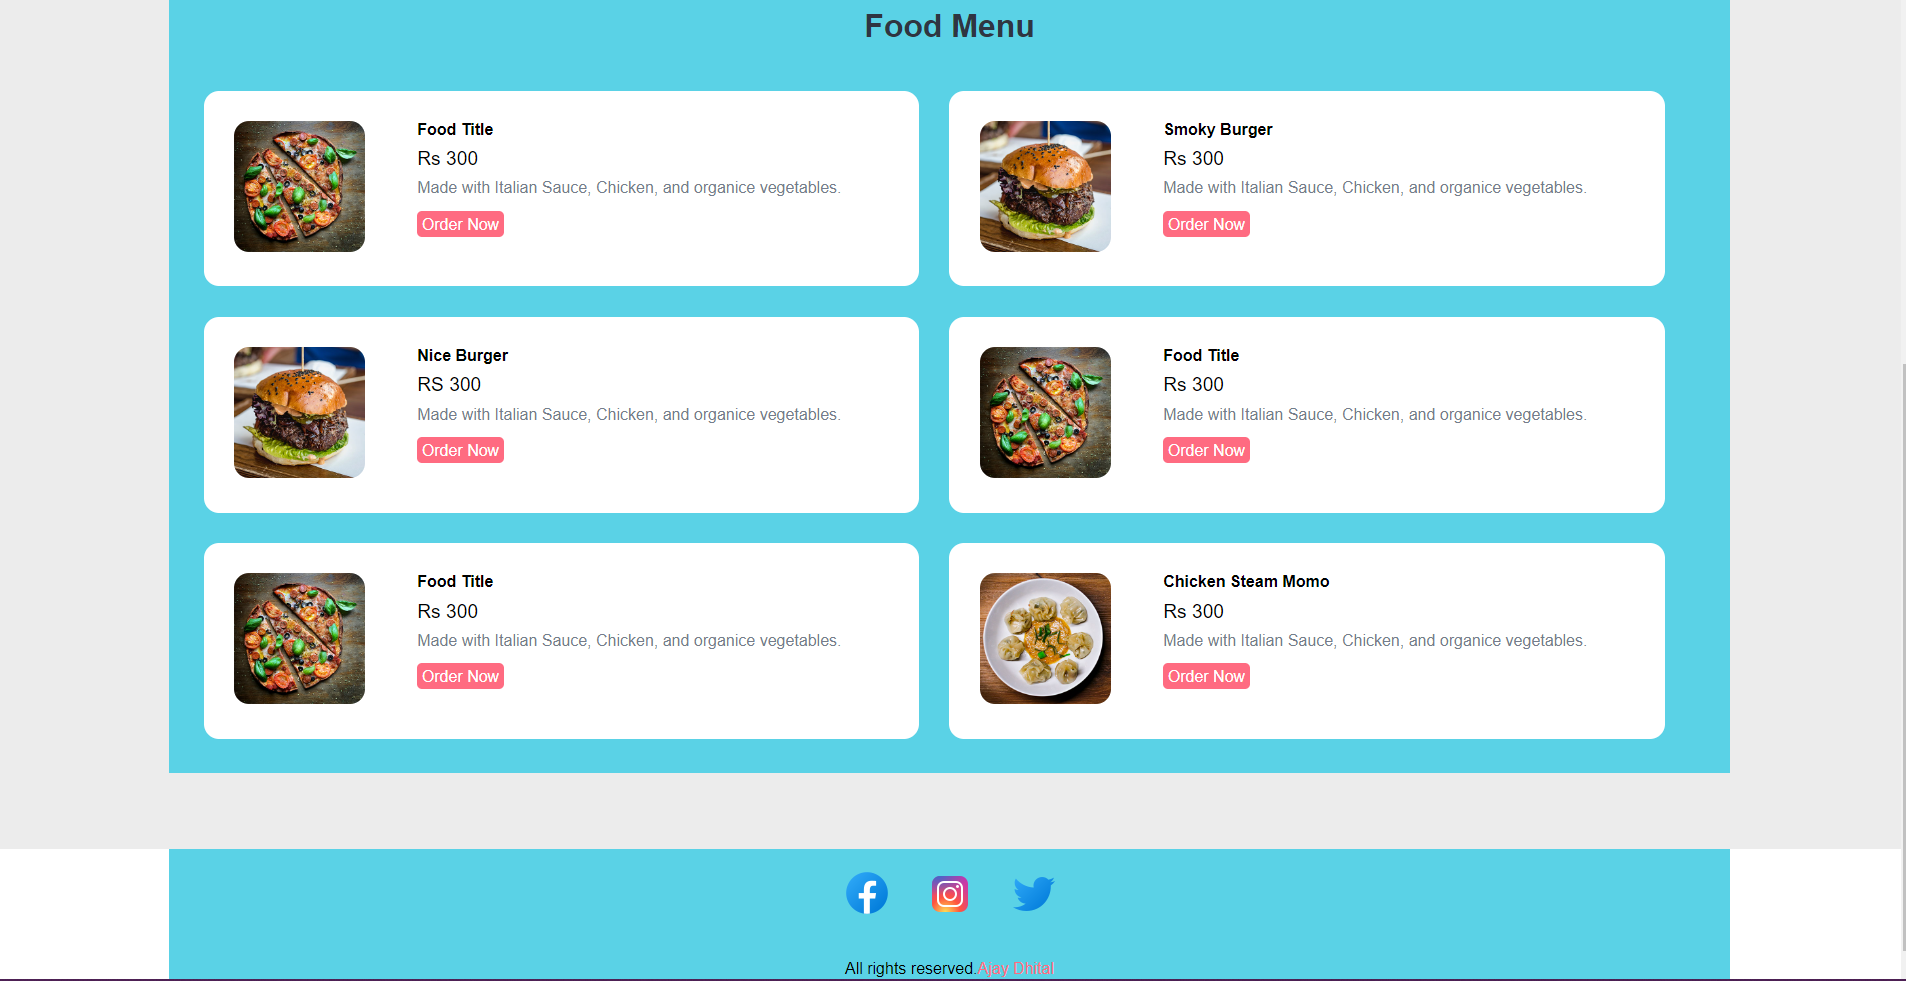 Food Menu
Food Title
Rs 300
Made with Italian Sauce, Chicken, and organice vegetables.
Order Now
Smoky Burger
Rs 300
Made with Italian Sauce, Chicken, and organice vegetables.
Order Now
Nice Burger
RS 300
Made with Italian Sauce, Chicken, and organice vegetables.
Order Now
Food Title
Rs 300
Made with Italian Sauce, Chicken, and organice vegetables.
Order Now
Food Title
Rs 300
Made with Italian Sauce, Chicken, and organice vegetables.
Order Now
Chicken Steam Momo
Rs 300
Made with Italian Sauce, Chicken, and organice vegetables.
Order Now
All rights reserved.Ajay Dhital